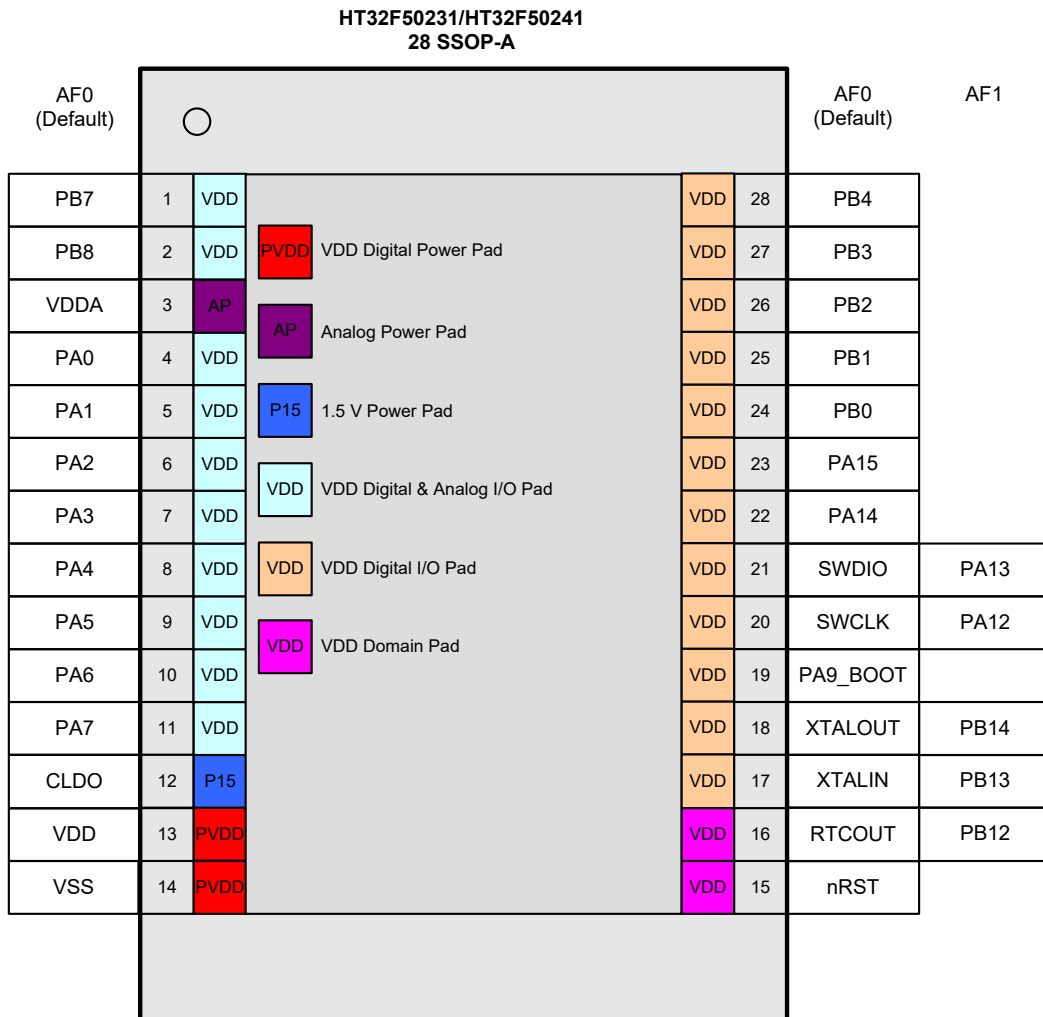 HT32F50231/HT32F50241
28 SSOP-A
AF0
(Default)
AF0
(Default)
AF1
PB7 1 VDD VDD 28 PB4
PB8 2 VDD PVDD VDD Digital Power Pad VDD 27 PB3
VDDA 3 AP VDD 26 PB2
AP Analog Power Pad
PA0 4 VDD VDD 25 PB1
PA1 5 VDD P15 1.5 V Power Pad VDD 24 PB0
PA2 6 VDD VDD 23 PA15
VDD VDD Digital & Analog I/O Pad
PA3 7 VDD VDD 22 PA14
PA4 8 VDD VDD VDD Digital I/O Pad VDD 21 SWDIO PA13
PA5 9 VDD VDD 20 SWCLK PA12
VDD VDD Domain Pad
PA6 10 VDD VDD 19 PA9_BOOT
PA7 11 VDD VDD 18 XTALOUT PB14
CLDO 12 P15 VDD 17 XTALIN PB13
VDD 13 PVDD VDD 16 RTCOUT PB12
VSS 14 PVDD VDD 15 nRST